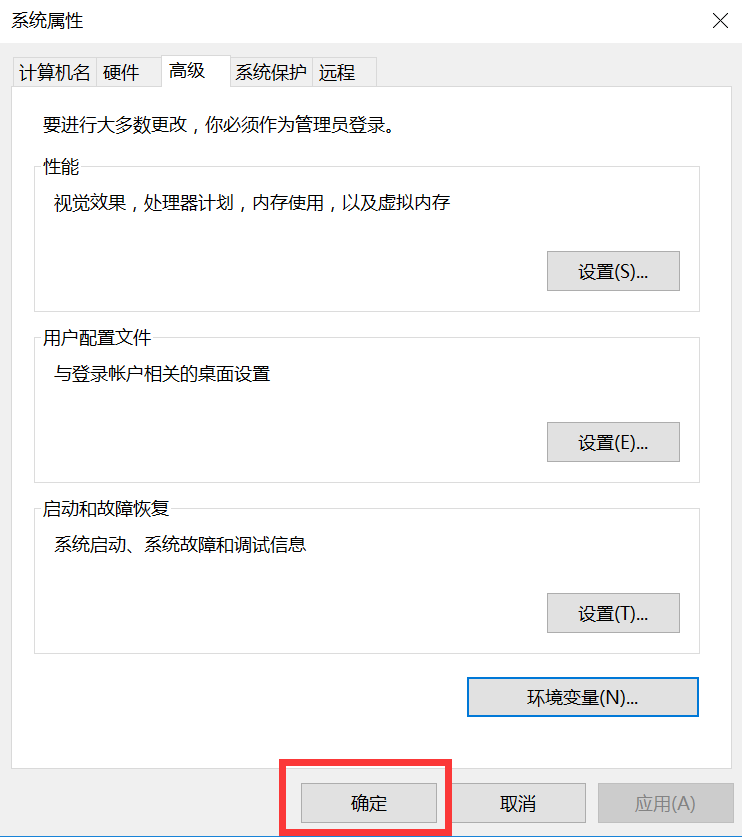 系统属性
计算机名 硬件 高级 系统保护 远程
要进行大多数更改，你必须作为管理员登录。
性能
视觉效果，处理器计划，内存使用，以及虚拟内存
设置(S)...
用户配置文件
与登录帐户相关的桌面设置
设置(E)...
启动和故障恢复
系统启动、系统故障和调试信息
设置(T)...
环境变量(N)...
确定 取消 应用(A)